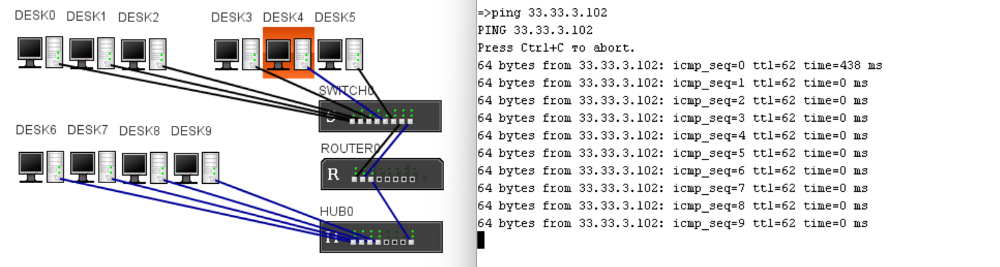 DESK0 DESK1 DESK2 DESK3 DESK4 DESK5
SWITCH0
S
DESK6 DESK7 DESK8 DESK9
ROUTER0
R
HUB0
H
=>ping 33.33.3.102
PING 33.33.3.102
Press Ctrl+C to abort.
64 bytes from 33.33.3.102: icmp_seq=0 ttl=62 time=438 ms
64 bytes from 33.33.3.102: icmp_seq=1 ttl=62 time=0 ms
64 bytes from 33.33.3.102: icmp_seq=2 ttl=62 time=0 ms
64 bytes from 33.33.3.102: icmp_seq=3 ttl=62 time=0 ms
64 bytes from 33.33.3.102: icmp_seq=4 ttl=62 time=0 ms
64 bytes from 33.33.3.102: icmp_seq=5 ttl=62 time=0 ms
64 bytes from 33.33.3.102: icmp_seq=6 ttl=62 time=0 ms
64 bytes from 33.33.3.102: icmp_seq=7 ttl=62 time=0 ms
64 bytes from 33.33.3.102: icmp_seq=8 ttl=62 time=0 ms
64 bytes from 33.33.3.102: icmp_seq=9 ttl=62 time=0 ms